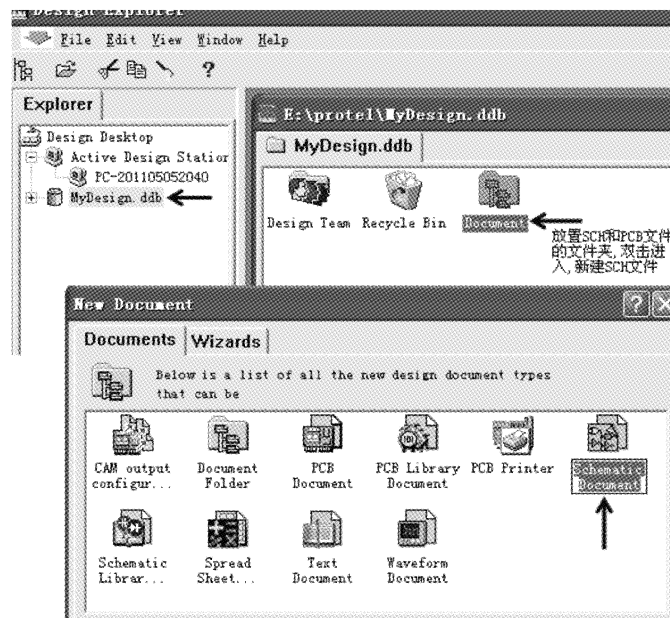 Design Explorer
File Edit View Window Help
?
Explorer
Design Desktop
Active Design Station
PC-201105052040
MyDesign.ddb
E:\protel\MyDesign.ddb
MyDesign.ddb
Design Team Recycle Bin Document
放置SCH和PCB文件
的文件夹,双击进
入,新建SCH文件
New Document
Documents Wizards
Below is a list of all the new design document types
that can be
CAM output configur...
Document Folder
PCB Document
PCB Library Document
PCB Printer
Schematic Document
Schematic Librar...
Spread Sheet...
Text Document
Waveform Document